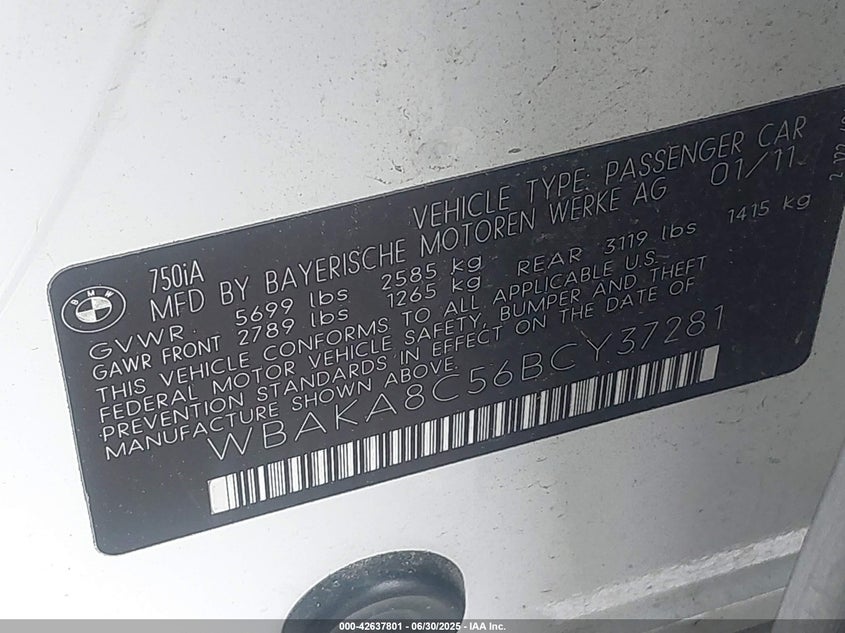 VEHICLE TYPE: PASSENGER CAR
750iA
MFD BY BAYERISCHE MOTOREN WERKE AG 01/11
GVWR 5699 lbs 2585 kg
GAWR FRONT 2789 lbs 1265 kg REAR 3119 lbs 1415 kg
THIS VEHICLE CONFORMS TO ALL APPLICABLE U.S.
FEDERAL MOTOR VEHICLE SAFETY, BUMPER AND THEFT
PREVENTION STANDARDS IN EFFECT ON THE DATE OF
MANUFACTURE SHOWN ABOVE.
WBAKA8C56BCY37281
BMW
000-42637801 - 06/30/2025 - IAA Inc.